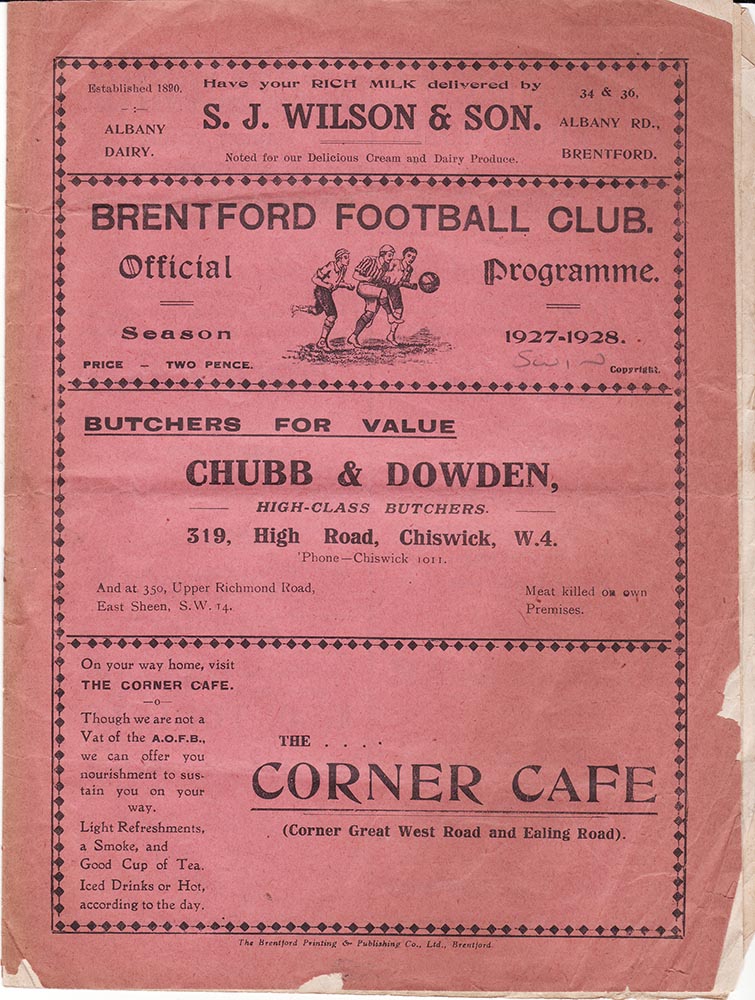 Established 1890.
Have your RICH MILK delivered by
34 & 36,
ALBANY
S. J. WILSON & SON.
ALBANY RD.,
DAIRY.
Noted for our Delicious Cream and Dairy Produce.
BRENTFORD.
BRENTFORD FOOTBALL CLUB.
Official Programme.
Season 1927-1928.
PRICE - TWO PENCE.
Swin
Copyright.
BUTCHERS FOR VALUE
CHUBB & DOWDEN,
HIGH-CLASS BUTCHERS.
319, High Road, Chiswick, W.4.
'Phone—Chiswick 1011.
And at 350, Upper Richmond Road,
East Sheen, S.W. 14.
Meat killed on own
Premises.
On your way home, visit
THE CORNER CAFE.
—o—
Though we are not a
Vat of the A.O.F.B.,
we can offer you
nourishment to sus-
tain you on your
way.
Light Refreshments,
a Smoke, and
Good Cup of Tea.
Iced Drinks or Hot,
according to the day.
THE . . . .
CORNER CAFE
(Corner Great West Road and Ealing Road).
The Brentford Printing & Publishing Co., Ltd., Brentford.